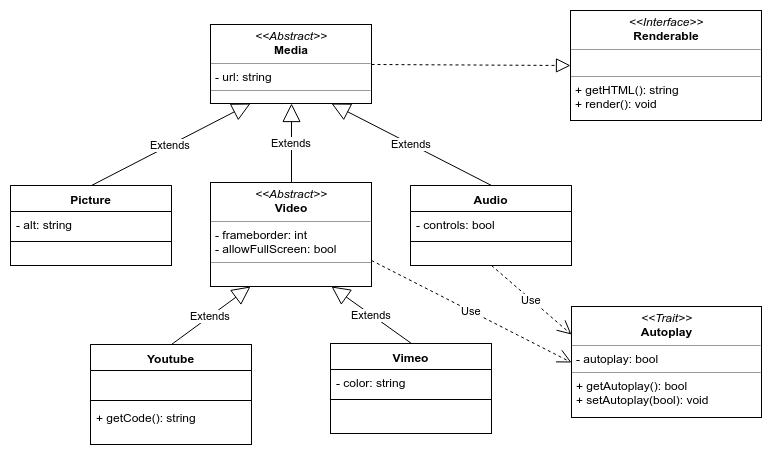 <<Abstract>>
Media
- url: string
<<Interface>>
Renderable
+ getHTML(): string
+ render(): void
Extends
Extends
Extends
Picture
- alt: string
<<Abstract>>
Video
- frameborder: int
- allowFullScreen: bool
Audio
- controls: bool
Extends
Extends
Use
Use
<<Trait>>
Autoplay
- autoplay: bool
+ getAutoplay(): bool
+ setAutoplay(bool): void
Youtube
+ getCode(): string
Vimeo
- color: string